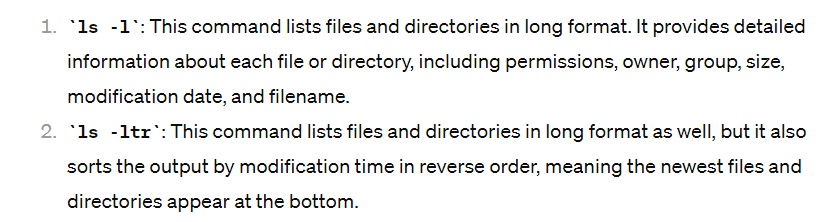 1. `ls -l`: This command lists files and directories in long format. It provides detailed
information about each file or directory, including permissions, owner, group, size,
modification date, and filename.
2. `ls -ltr`: This command lists files and directories in long format as well, but it also
sorts the output by modification time in reverse order, meaning the newest files and
directories appear at the bottom.